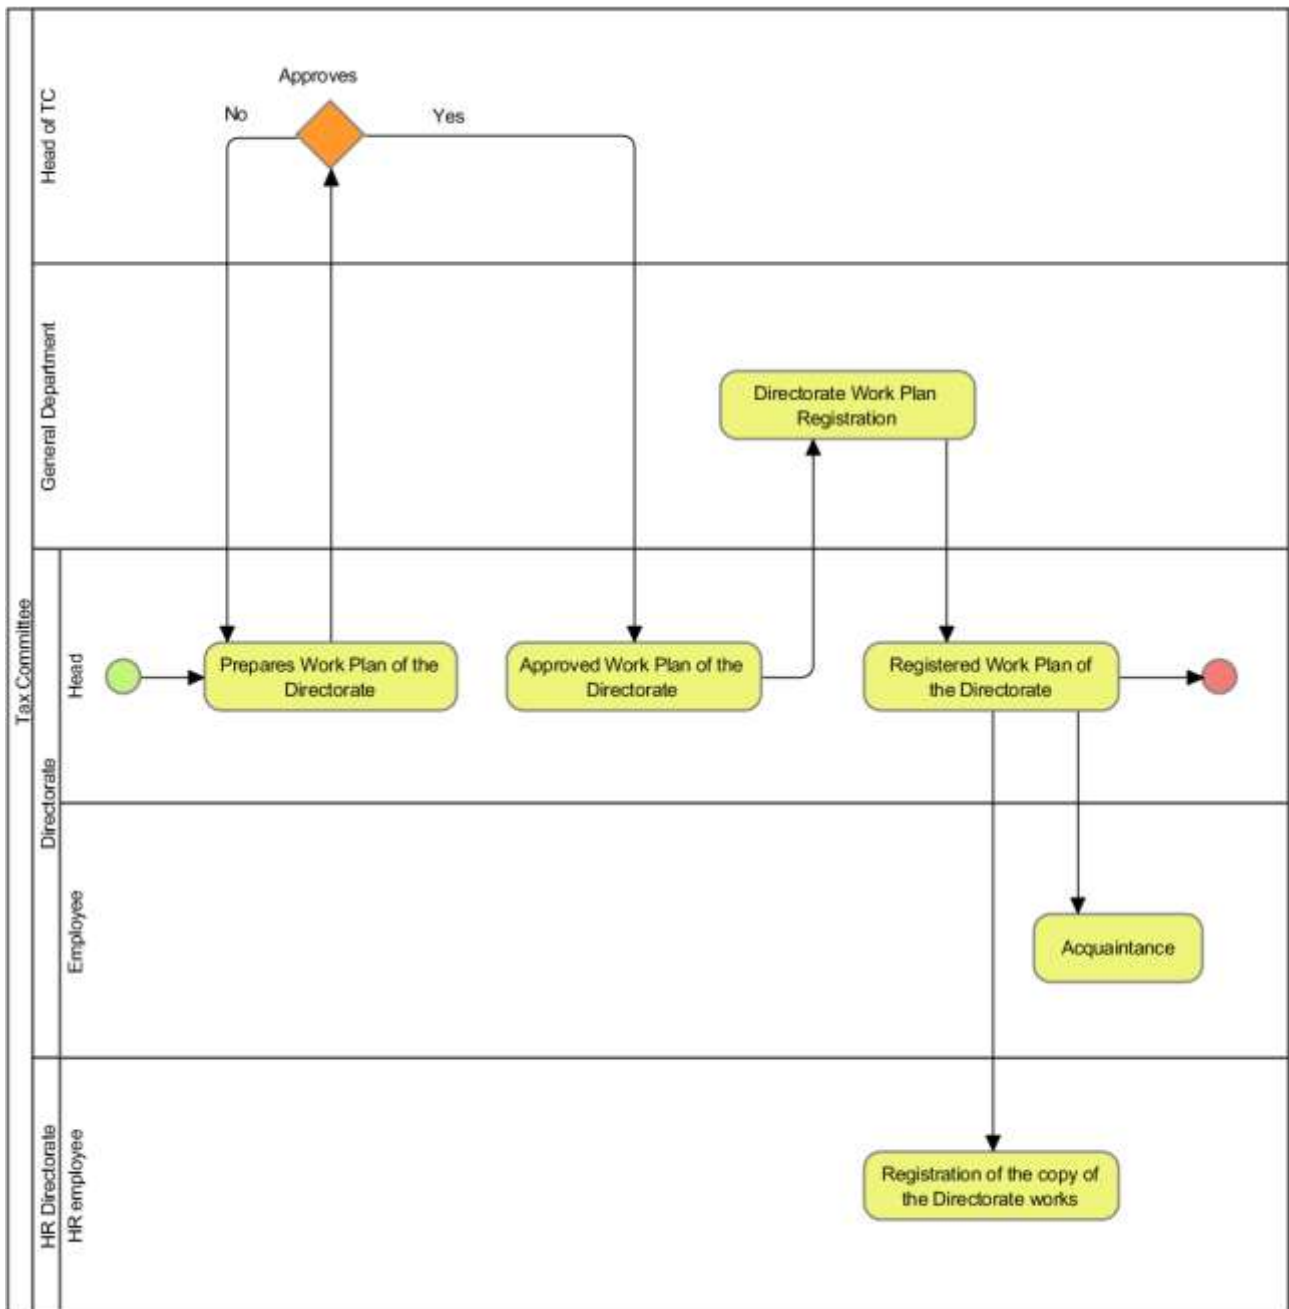 Tax Committee
Head of TC
Approves
No
Yes
General Department
Directorate Work Plan
Registration
Directorate
Head
Prepares Work Plan of the
Directorate
Approved Work Plan of the
Directorate
Registered Work Plan of
the Directorate
Employee
Acquaintance
HR Directorate
HR employee
Registration of the copy of
the Directorate works